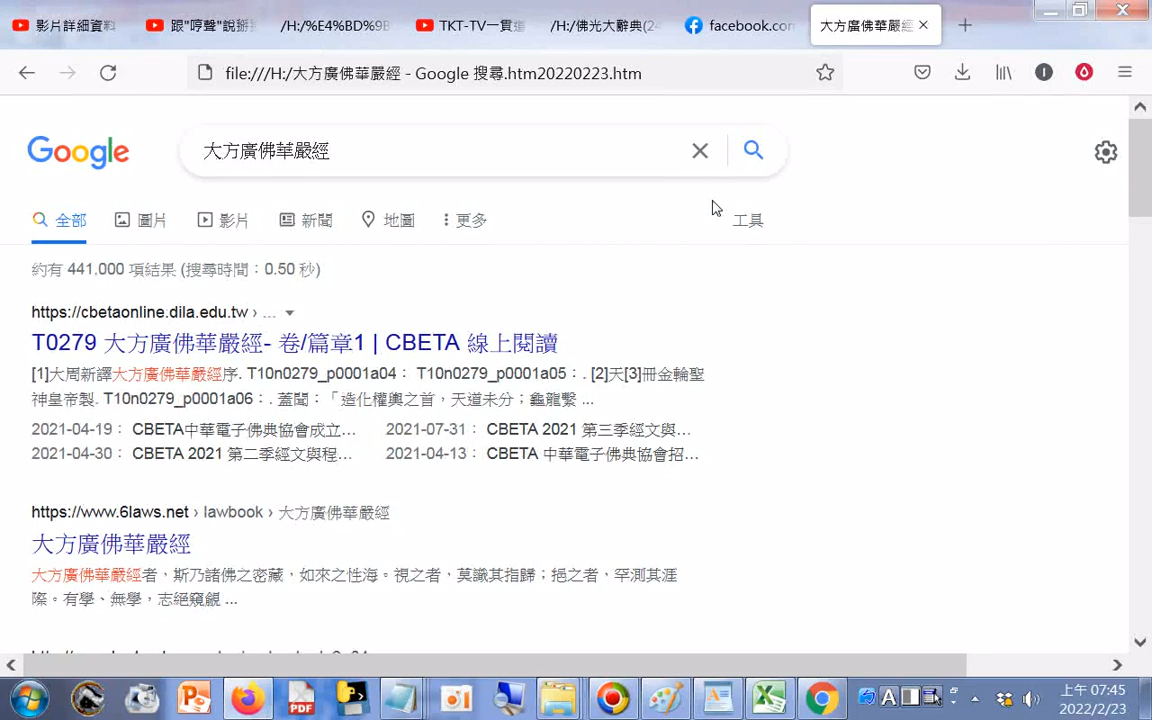 影片詳細資料
跟"哼聲"說掰
/H:/%E4%BD%9B
TKT-TV一貫道
/H:/佛光大辭典(24
facebook.com
大方廣佛華嚴經
file:///H:/大方廣佛華嚴經 - Google 搜尋.htm20220223.htm
Google
大方廣佛華嚴經
全部
圖片
影片
新聞
地圖
更多
工具
約有 441,000 項結果 (搜尋時間：0.50 秒)
https://cbetaonline.dila.edu.tw › ...
T0279 大方廣佛華嚴經- 卷/篇章1 | CBETA 線上閱讀
[1]大周新譯大方廣佛華嚴經序. T10n0279_p0001a04： T10n0279_p0001a05：. [2]天[3]冊金輪聖
神皇帝製. T10n0279_p0001a06：. 蓋聞：「造化權輿之首，天道未分；龜龍繫 ...
2021-04-19： CBETA中華電子佛典協會成立... 2021-07-31： CBETA 2021 第三季經文與...
2021-04-30： CBETA 2021 第二季經文與程... 2021-04-13： CBETA 中華電子佛典協會招...
https://www.6laws.net › lawbook › 大方廣佛華嚴經
大方廣佛華嚴經
大方廣佛華嚴經者，斯乃諸佛之密藏，如來之性海。視之者，莫識其指歸；挹之者，罕測其涯
際。有學、無學，志絕窺覦 ...
PDF
A
上午 07:45
2022/2/23